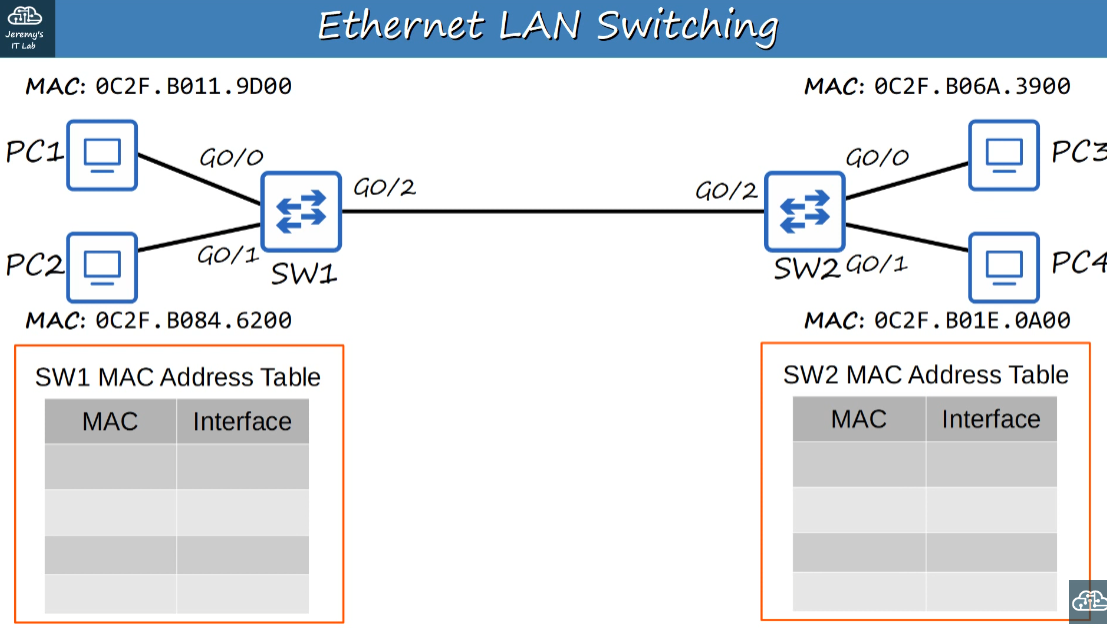 Jeremy's
IT Lab
Ethernet LAN Switching
MAC: 0C2F.B011.9D00
MAC: 0C2F.B06A.3900
PC1
G0/0
G0/2
G0/2
G0/0
PC3
PC2
G0/1
SW1
SW2
G0/1
PC4
MAC: 0C2F.B084.6200
MAC: 0C2F.B01E.0A00
SW1 MAC Address Table
MAC Interface
SW2 MAC Address Table
MAC Interface